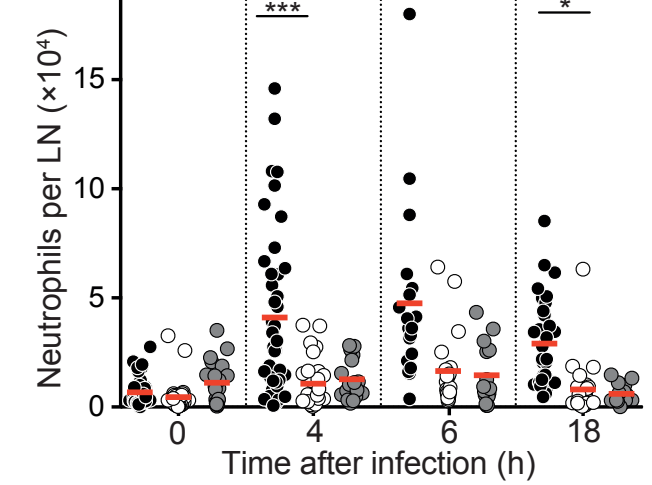 ***
*
Neutrophils per LN (×10⁴)
15
10
5
0
0 4 6 18
Time after infection (h)